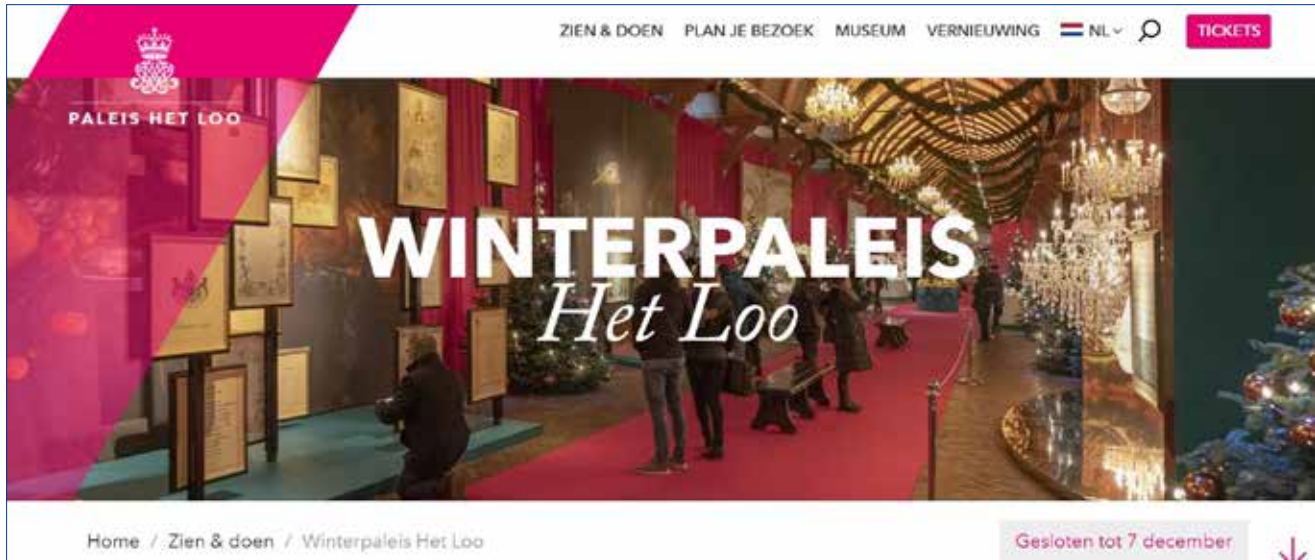 ZIEN & DOEN PLAN JE BEZOEK MUSEUM VERNIEUWING NL TICKETS
PALEIS HET LOO
WINTERPALEIS
Het Loo
Home / Zien & doen / Winterpaleis Het Loo
Gesloten tot 7 december